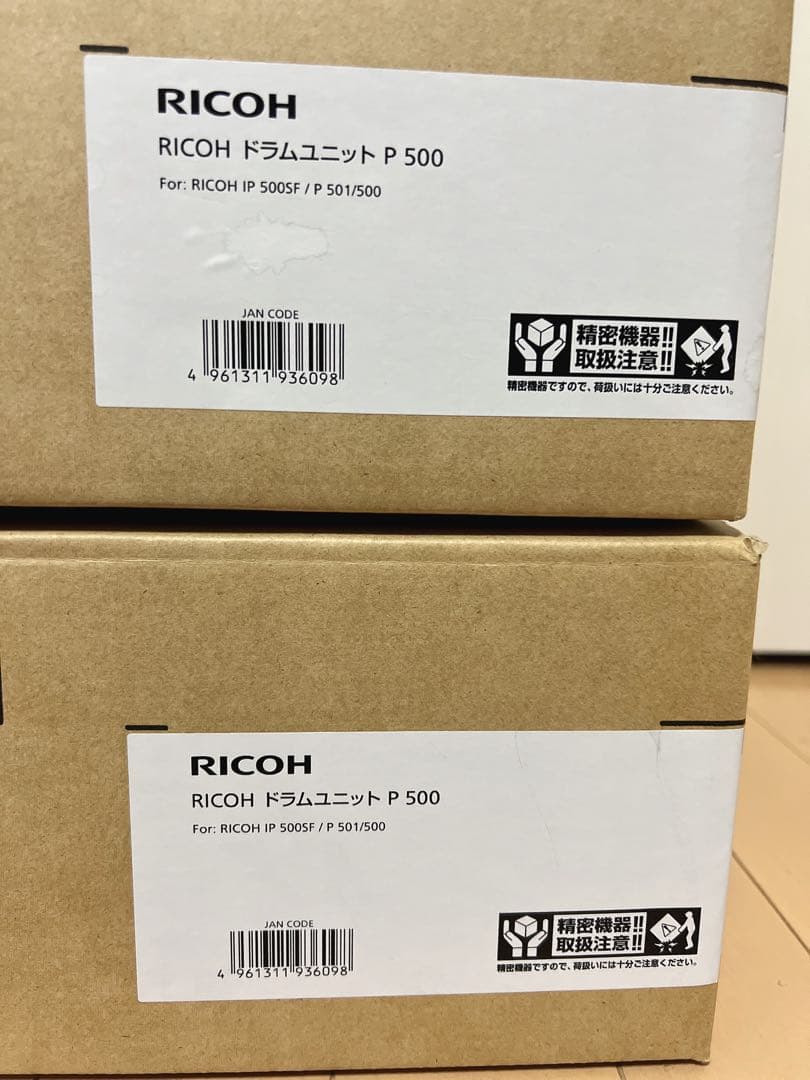 RICOH
RICOH ドラムユニット P 500
For: RICOH IP 500SF / P 501/500
JAN CODE
4 961311 936098
精密機器!!
取扱注意!!
精密機器ですので、荷扱いには十分ご注意ください。
RICOH
RICOH ドラムユニット P 500
For: RICOH IP 500SF / P 501/500
JAN CODE
4 961311 936098
精密機器!!
取扱注意!!
精密機器ですので、荷扱いには十分ご注意ください。